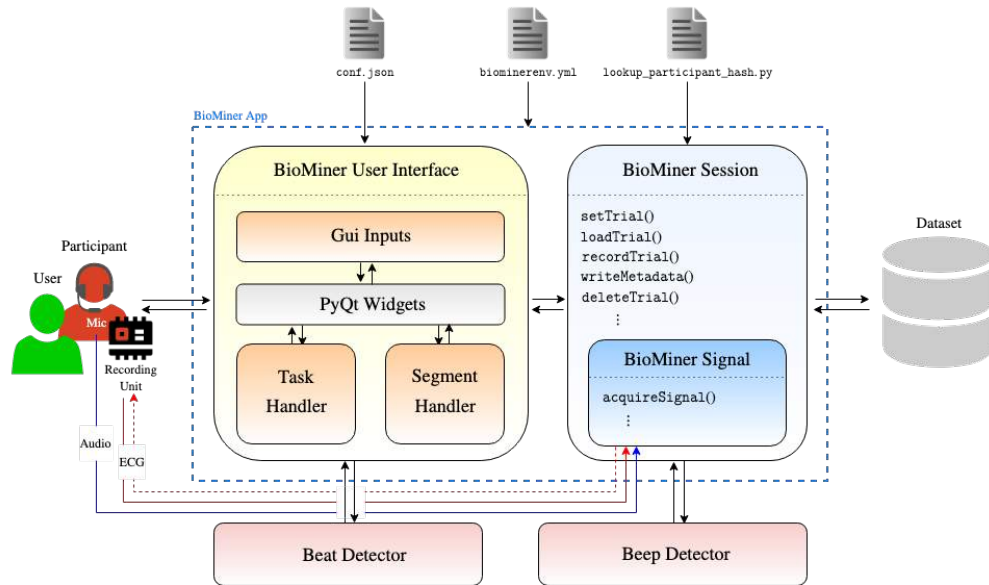 conf.json
biominerenv.yml
lookup_participant_hash.py
BioMiner App
BioMiner User Interface
Gui Inputs
PyQt Widgets
Task
Handler
Segment
Handler
BioMiner Session
setTrial()
loadTrial()
recordTrial()
writeMetadata()
deleteTrial()
⋮
BioMiner Signal
acquireSignal()
⋮
Dataset
Participant
User
Mic
Recording
Unit
Audio
ECG
Beat Detector
Beep Detector